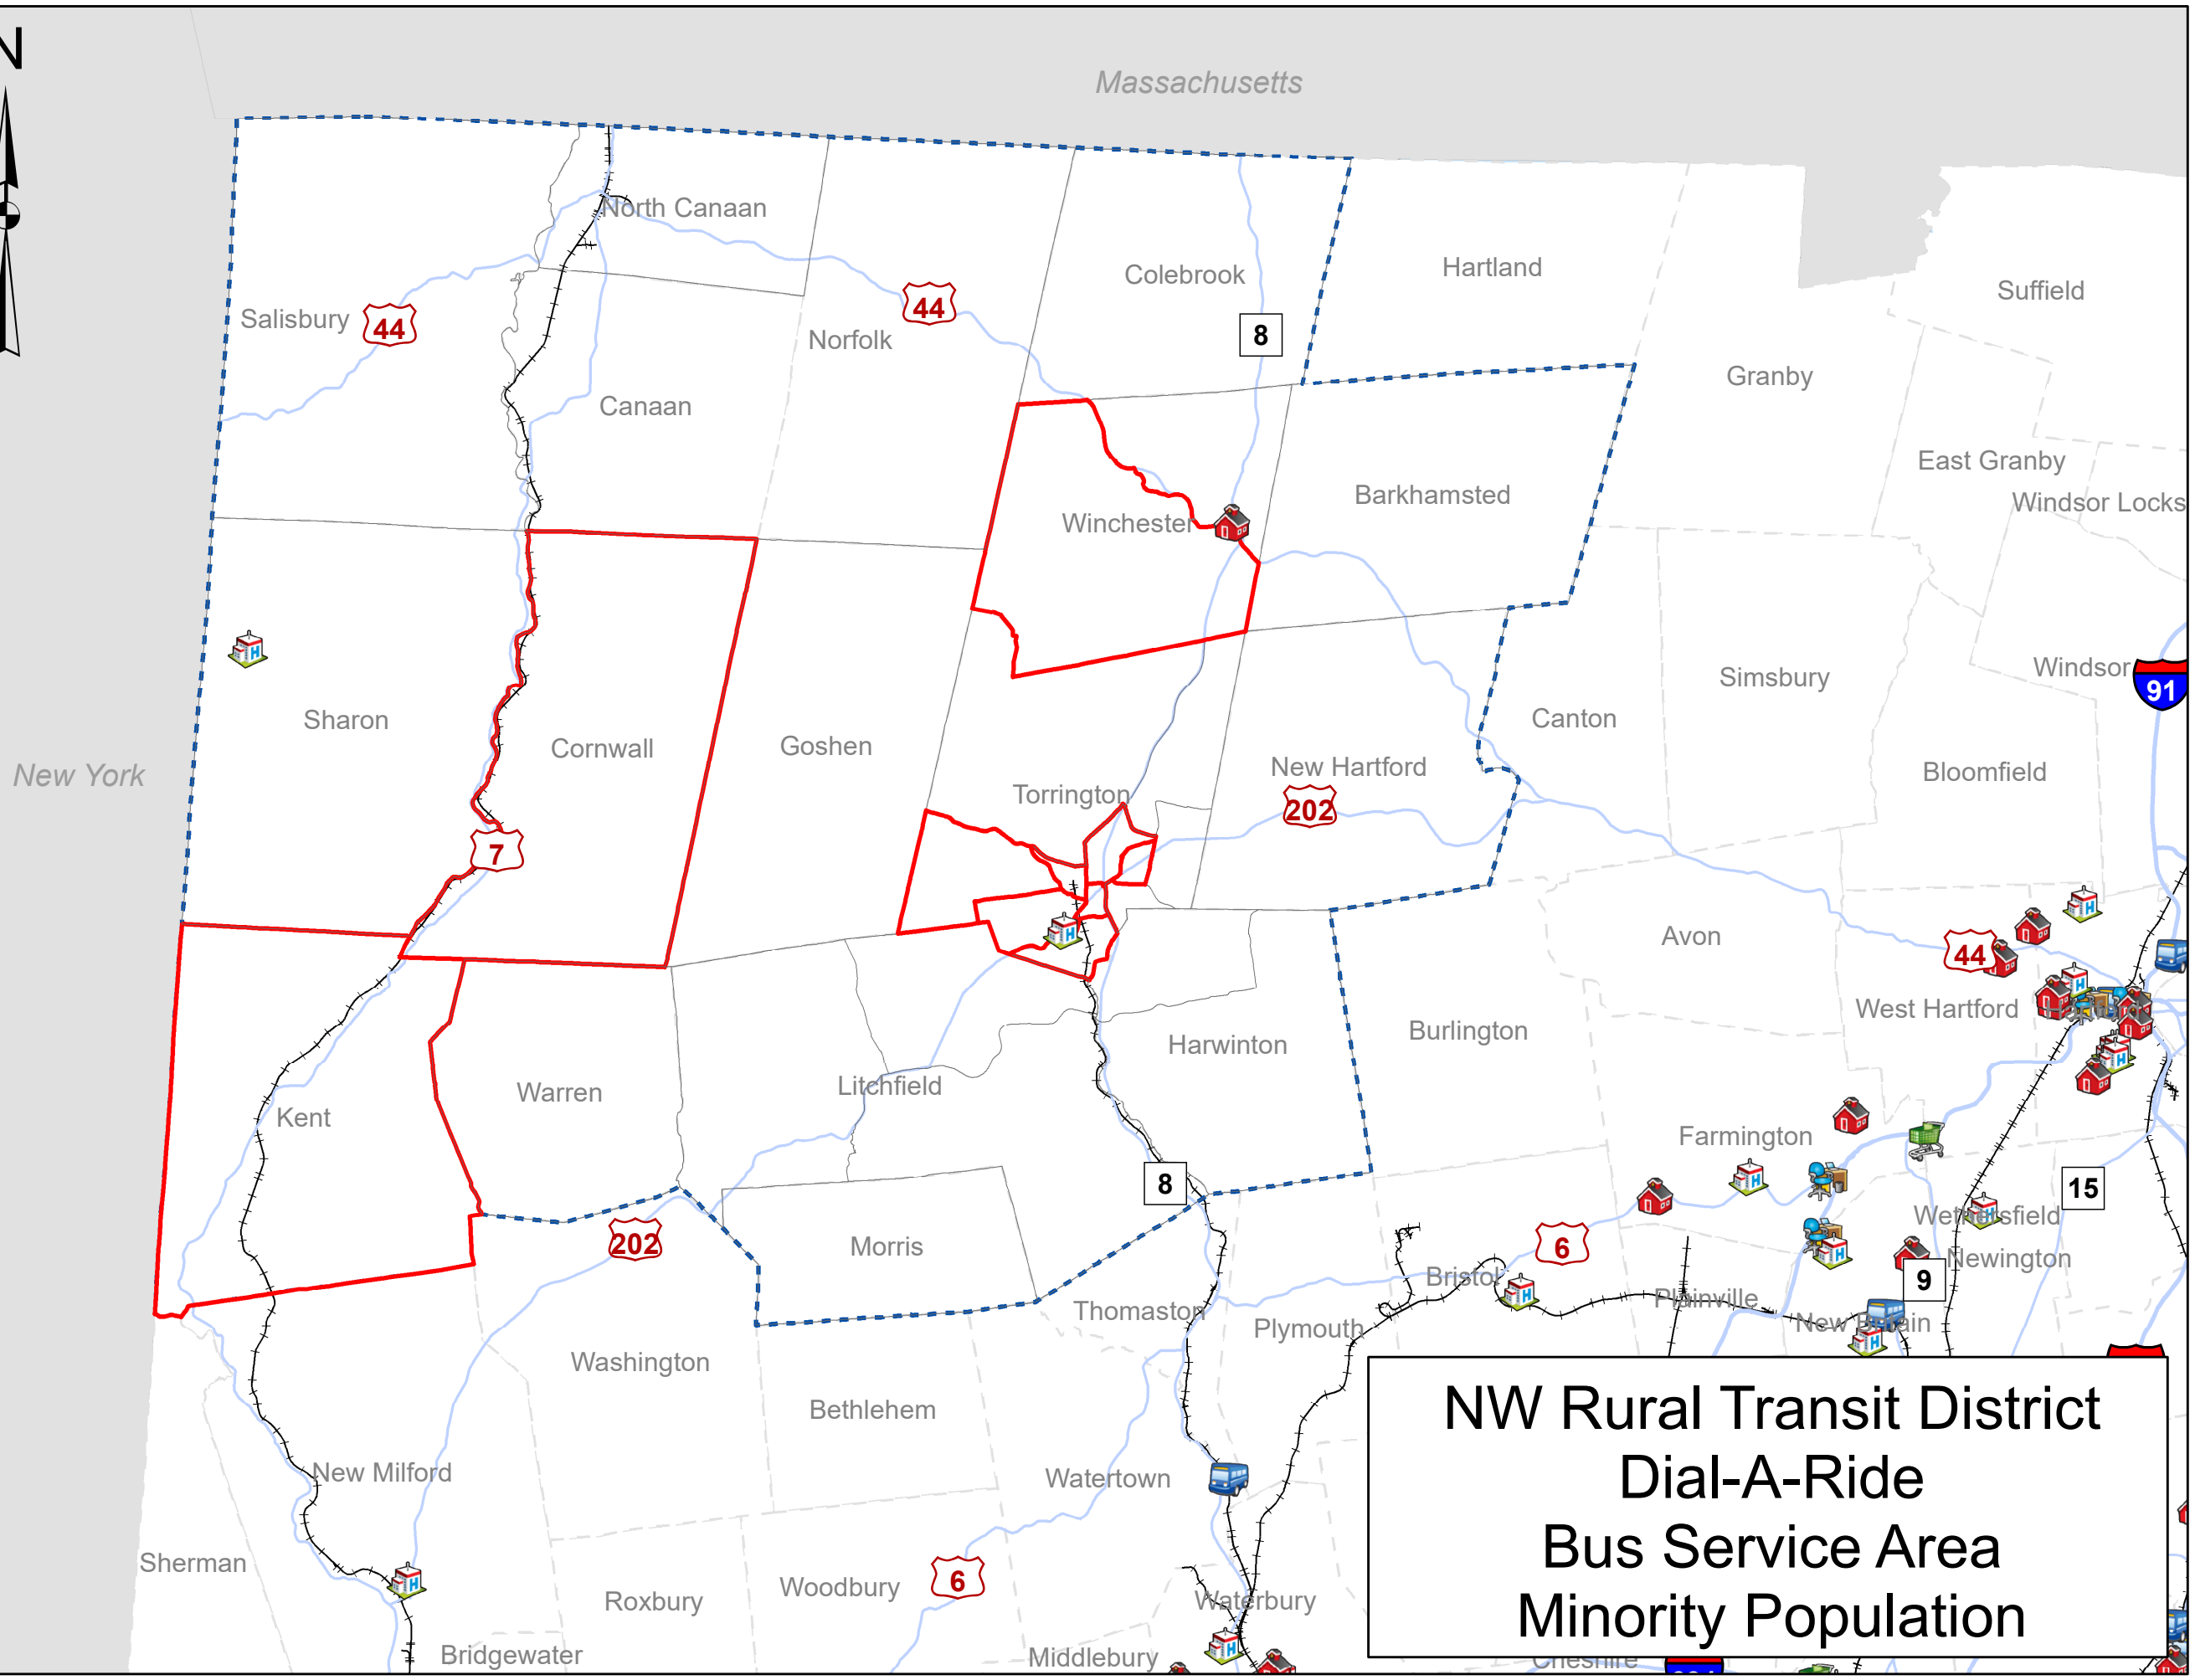 N
Massachusetts
North Canaan
Colebrook
Hartland
Suffield
Salisbury
44
44
Norfolk
8
Granby
Canaan
East Granby
Barkhamsted
Windsor Locks
Winchester
Windsor
Simsbury
91
Sharon
Canton
Cornwall
Goshen
New York
New Hartford
Bloomfield
Torrington
202
7
Avon
44
West Hartford
Burlington
Harwinton
Litchfield
Warren
Kent
Farmington
8
15
Wethersfield
202
Morris
6
Newington
Bristol
9
Plainville
Thomaston
Plymouth
New Britain
Washington
Bethlehem
New Milford
Watertown
Sherman
Woodbury
6
Roxbury
Waterbury
Bridgewater
Middlebury
Cheshire
NW Rural Transit District
Dial-A-Ride
Bus Service Area
Minority Population